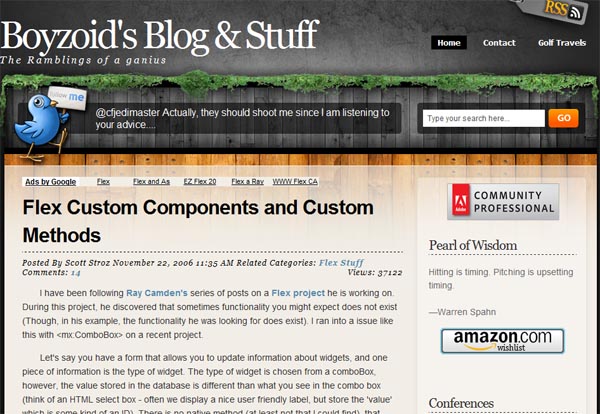 RSS
Boyzoid's Blog & Stuff
The Ramblings of a ganius
Home Contact Golf Travels
follow me
@cfjedimaster Actually, they should shoot me since I am listening to
your advice....
Type your search here... GO
Ads by Google Flex Flex and As EZ Flex 20 Flex a Ray WWW Flex CA
Flex Custom Components and Custom
Methods
Posted By Scott Stroz November 22, 2006 11:35 AM Related Categories: Flex Stuff
Comments: 14 Views: 37122
I have been following Ray Camden's series of posts on a Flex project he is working on.
During this project, he discovered that sometimes functionality you might expect does not exist
(Though, in his example, the functionality he was looking for does exist). I ran into a issue like
this with <mx:ComboBox> on a recent project.
Let's say you have a form that allows you to update information about widgets, and one
piece of information is the type of widget. The type of widget is chosen from a comboBox,
however, the value stored in the database is different than what you see in the combo box
(think of an HTML select box - often we display a nice user friendly label, but store the 'value'
which is some kind of an ID). There is no native method (at least not that I could find), that
Adobe
COMMUNITY
PROFESSIONAL
Pearl of Wisdom
Hitting is timing. Pitching is upsetting
timing.
—Warren Spahn
amazon.com
wishlist
Conferences